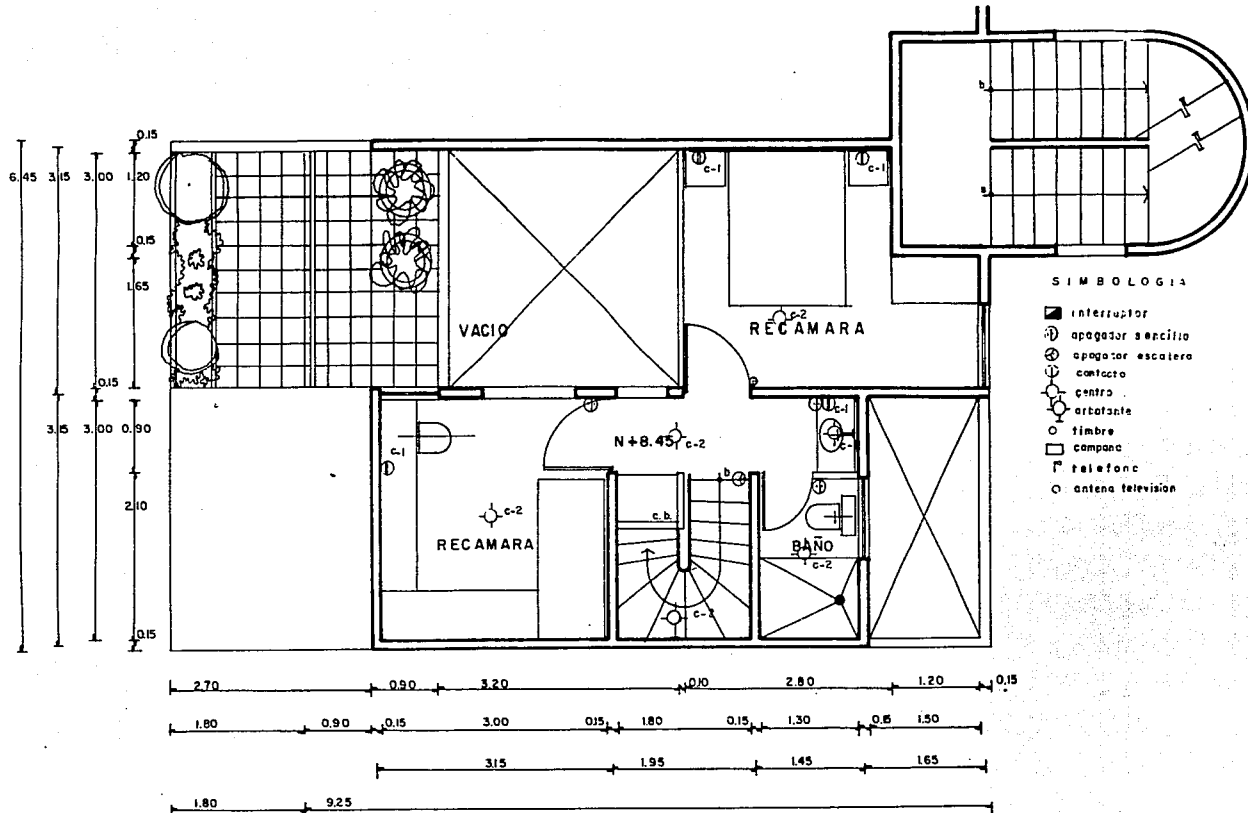 b
0.15
6.45
3.15
3.00
1.20
c-1
c-1
a
0.15
1.65
SIMBOLOGIA
interruptor
c-2
VACIO
RECAMARA
apagador sencillo
apagador escalera
contacto
0.15
centro
3.15
3.00
0.90
c-1
arbotante
N+8.45
c-2
timbre
c-1
campana
b
telefono
antena television
2.10
c-2
c.b.
RECAMARA
BAÑO
c-2
c-2
0.15
2.70
0.90
3.20
0.10
2.80
1.20
0.15
1.80
0.90
0.15
3.00
0.15
1.80
0.15
1.30
0.15
1.50
3.15
1.95
1.45
1.65
1.80
9.25